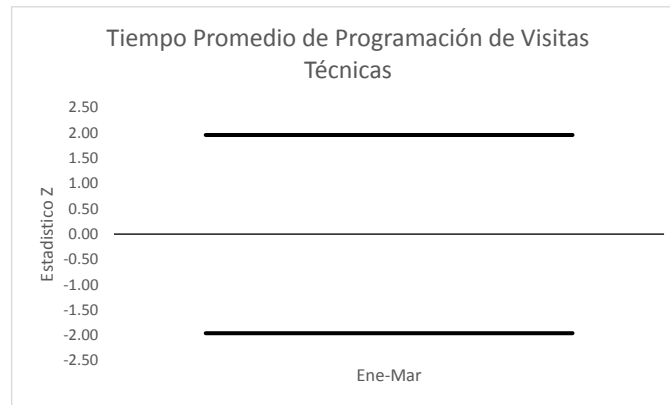 Tiempo Promedio de Programación de Visitas
Técnicas
Estadistico Z
2.50
2.00
1.50
1.00
0.50
0.00
-0.50
-1.00
-1.50
-2.00
-2.50
Ene-Mar